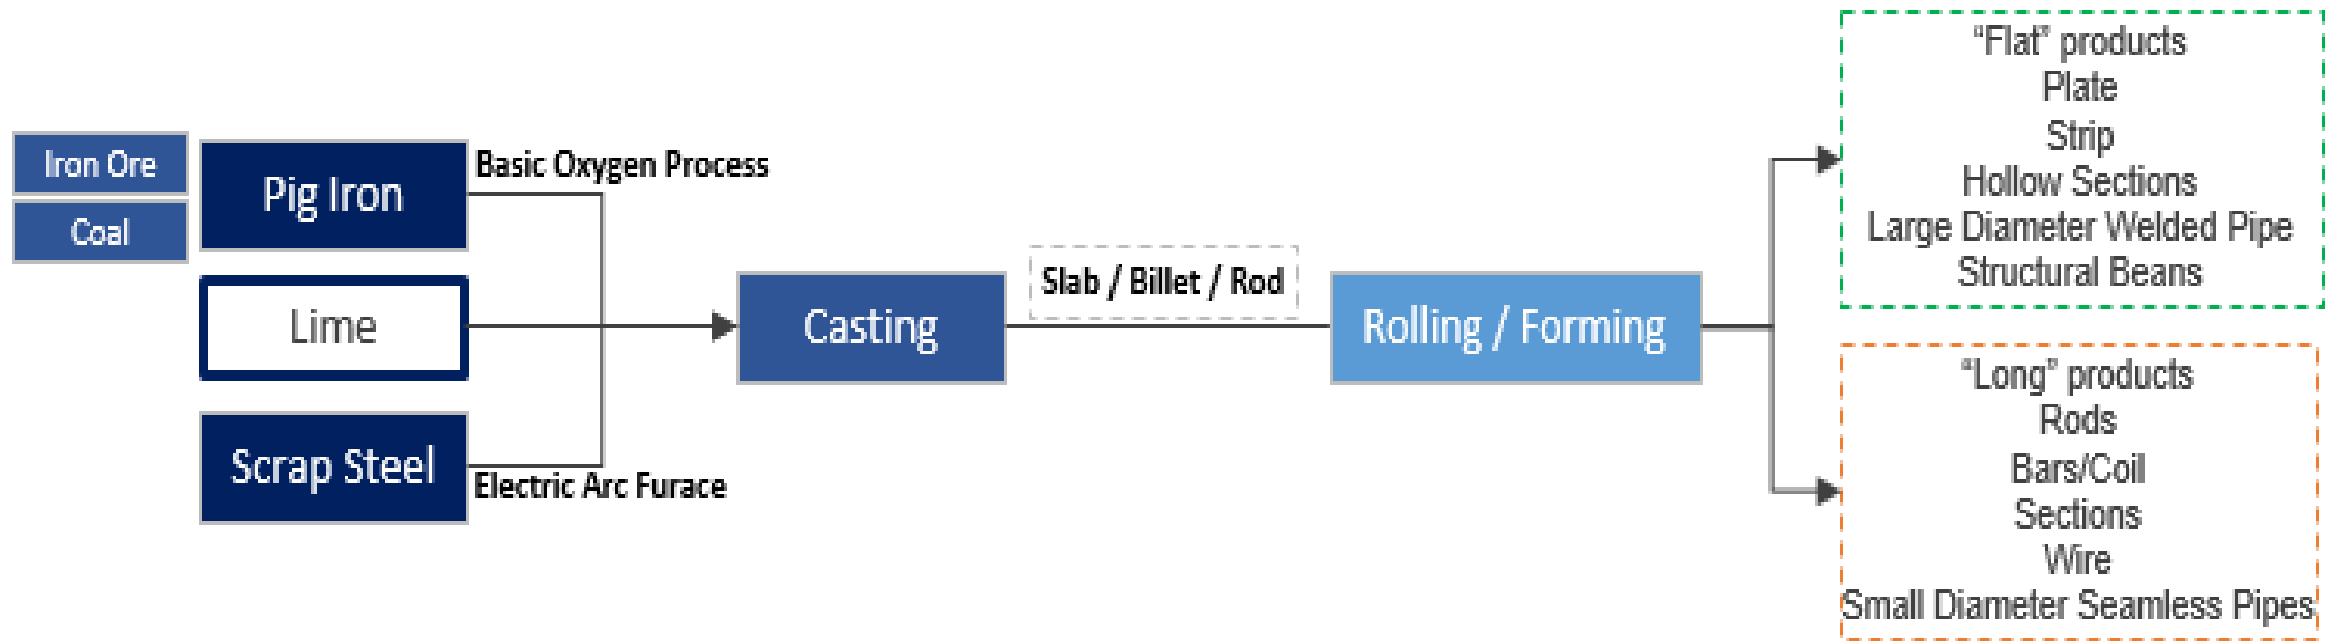 Iron Ore
Coal
Pig Iron
Basic Oxygen Process
Lime
Scrap Steel
Electric Arc Furace
Casting
Slab / Billet / Rod
Rolling / Forming
“Flat” products
Plate
Strip
Hollow Sections
Large Diameter Welded Pipe
Structural Beans
“Long” products
Rods
Bars/Coil
Sections
Wire
Small Diameter Seamless Pipes